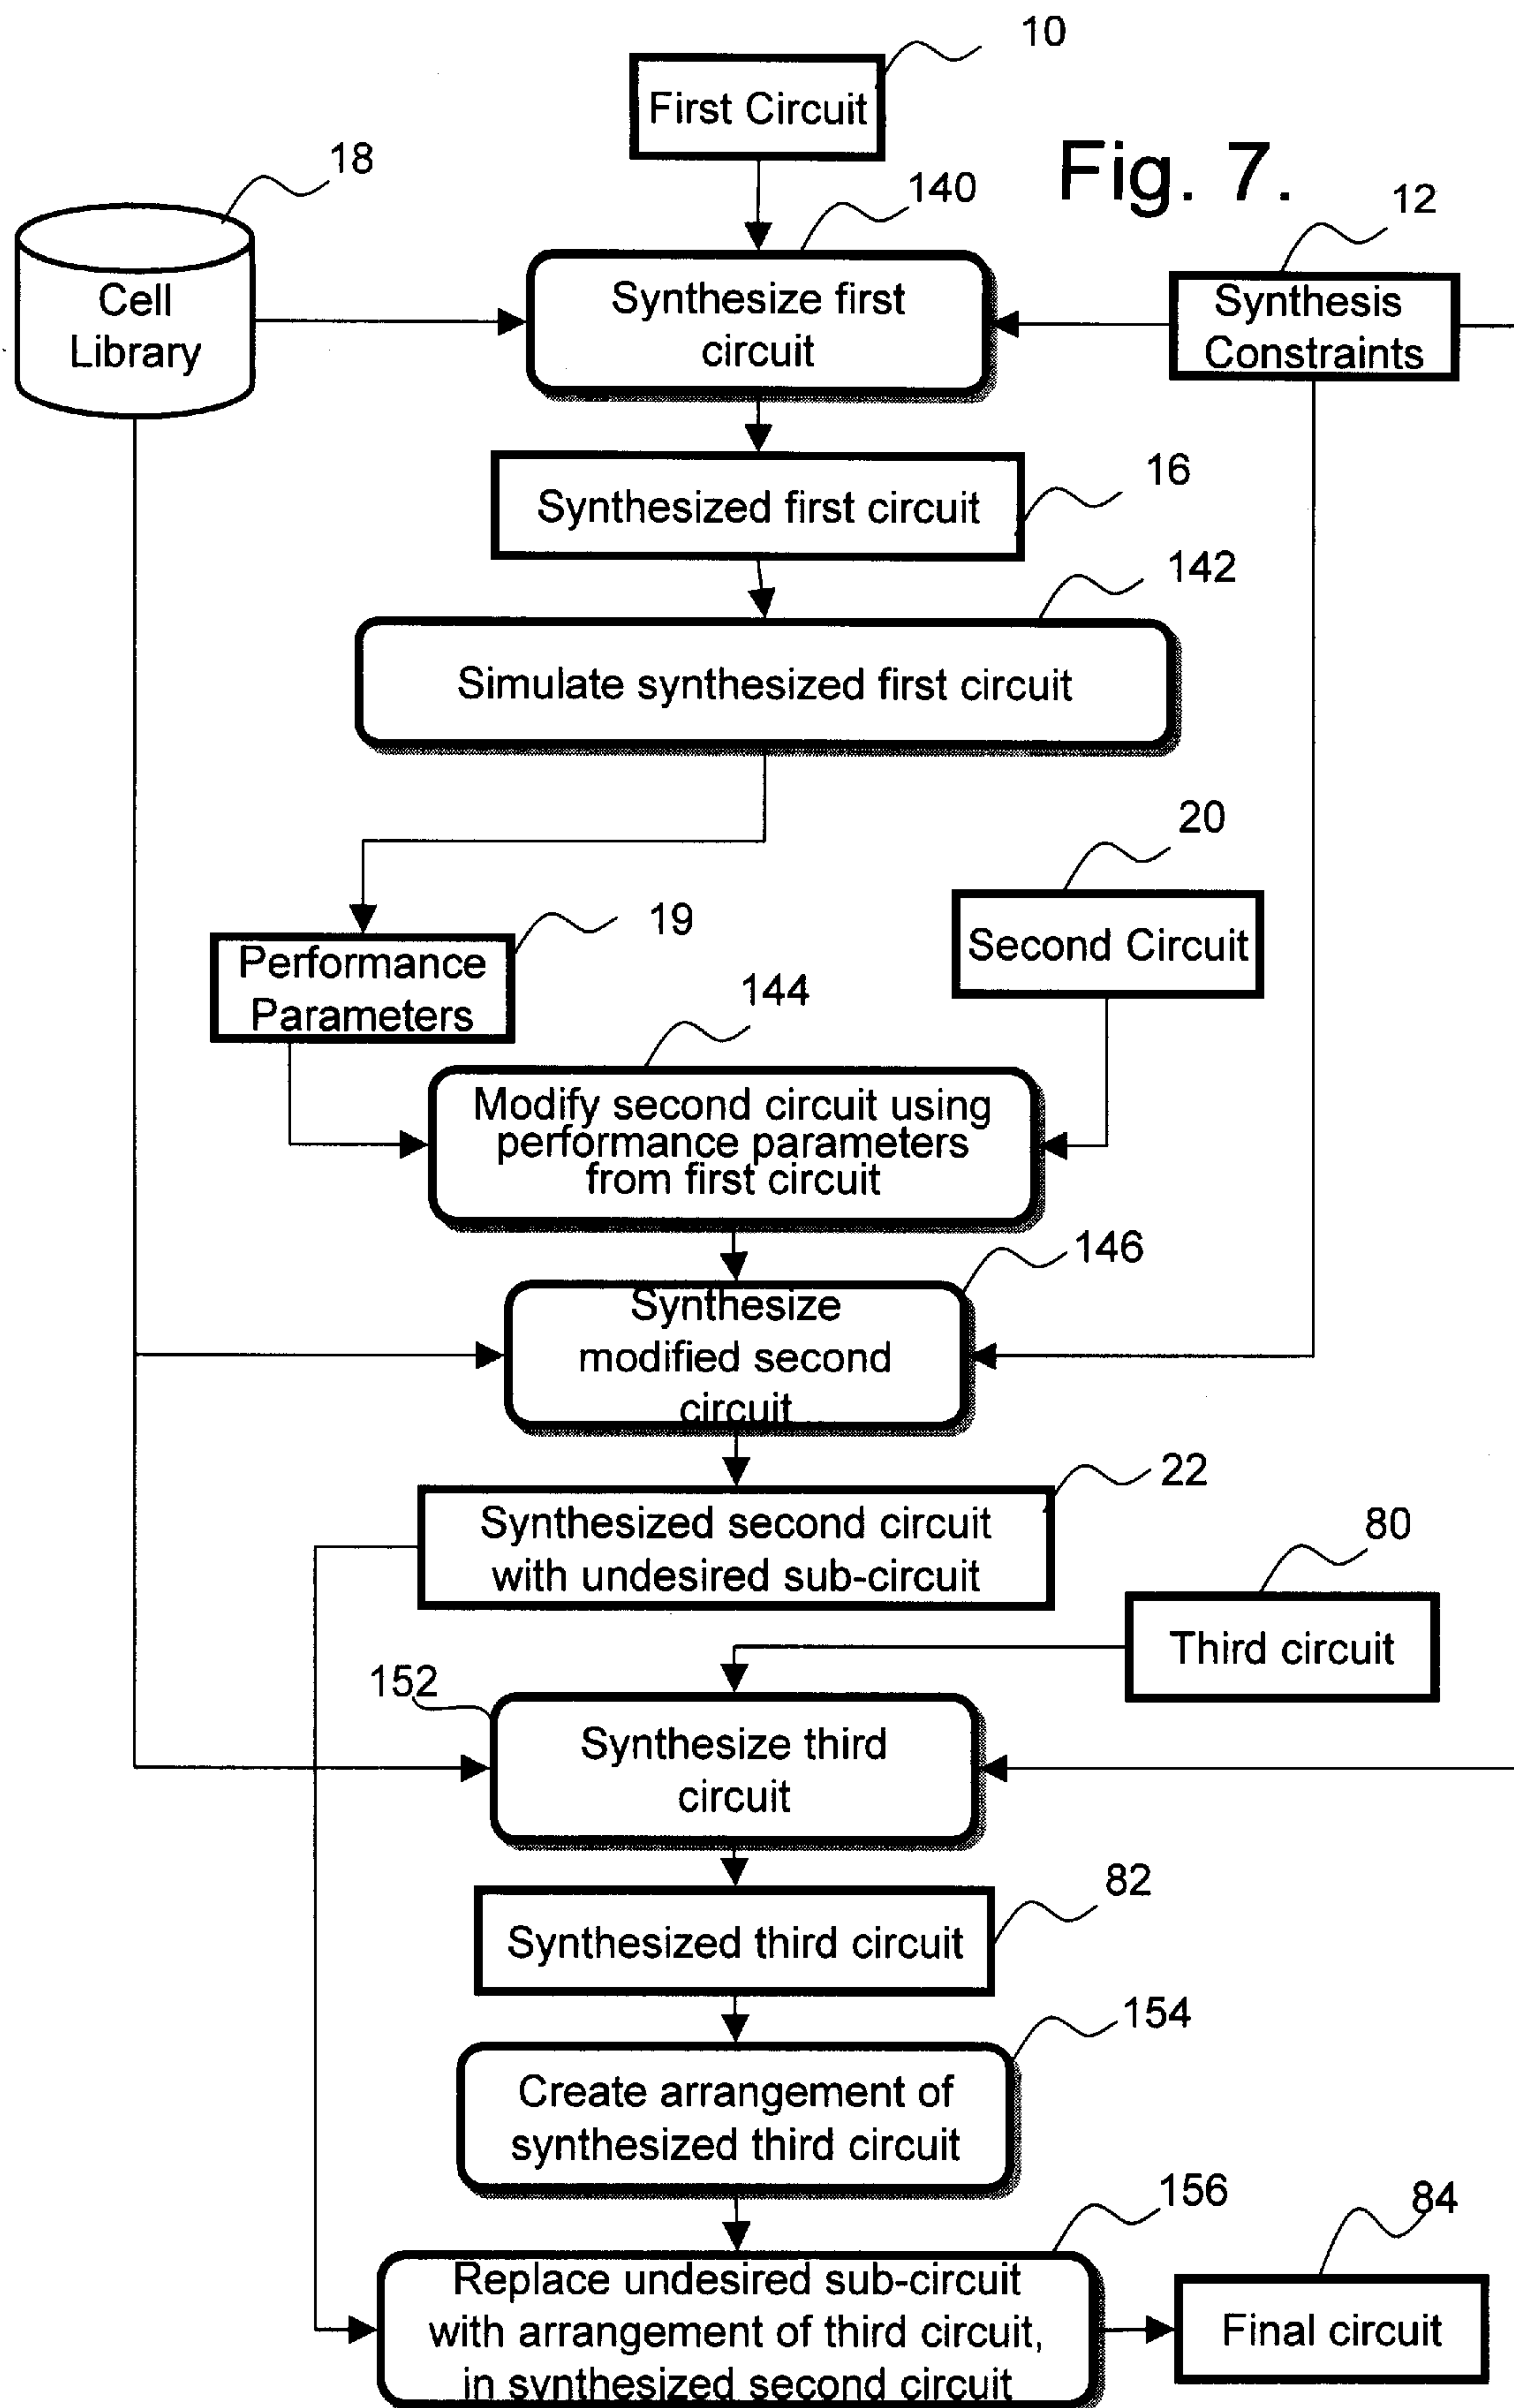 10
First Circuit
Fig. 7.
18
140
12
Cell
Library
Synthesize first
circuit
Synthesis
Constraints
16
Synthesized first circuit
142
Simulate synthesized first circuit
20
Second Circuit
19
Performance
Parameters
144
Modify second circuit using
performance parameters
from first circuit
146
Synthesize
modified second
circuit
22
Synthesized second circuit
with undesired sub-circuit
80
Third circuit
152
Synthesize third
circuit
82
Synthesized third circuit
154
Create arrangement of
synthesized third circuit
156
84
Replace undesired sub-circuit
with arrangement of third circuit,
in synthesized second circuit
Final circuit